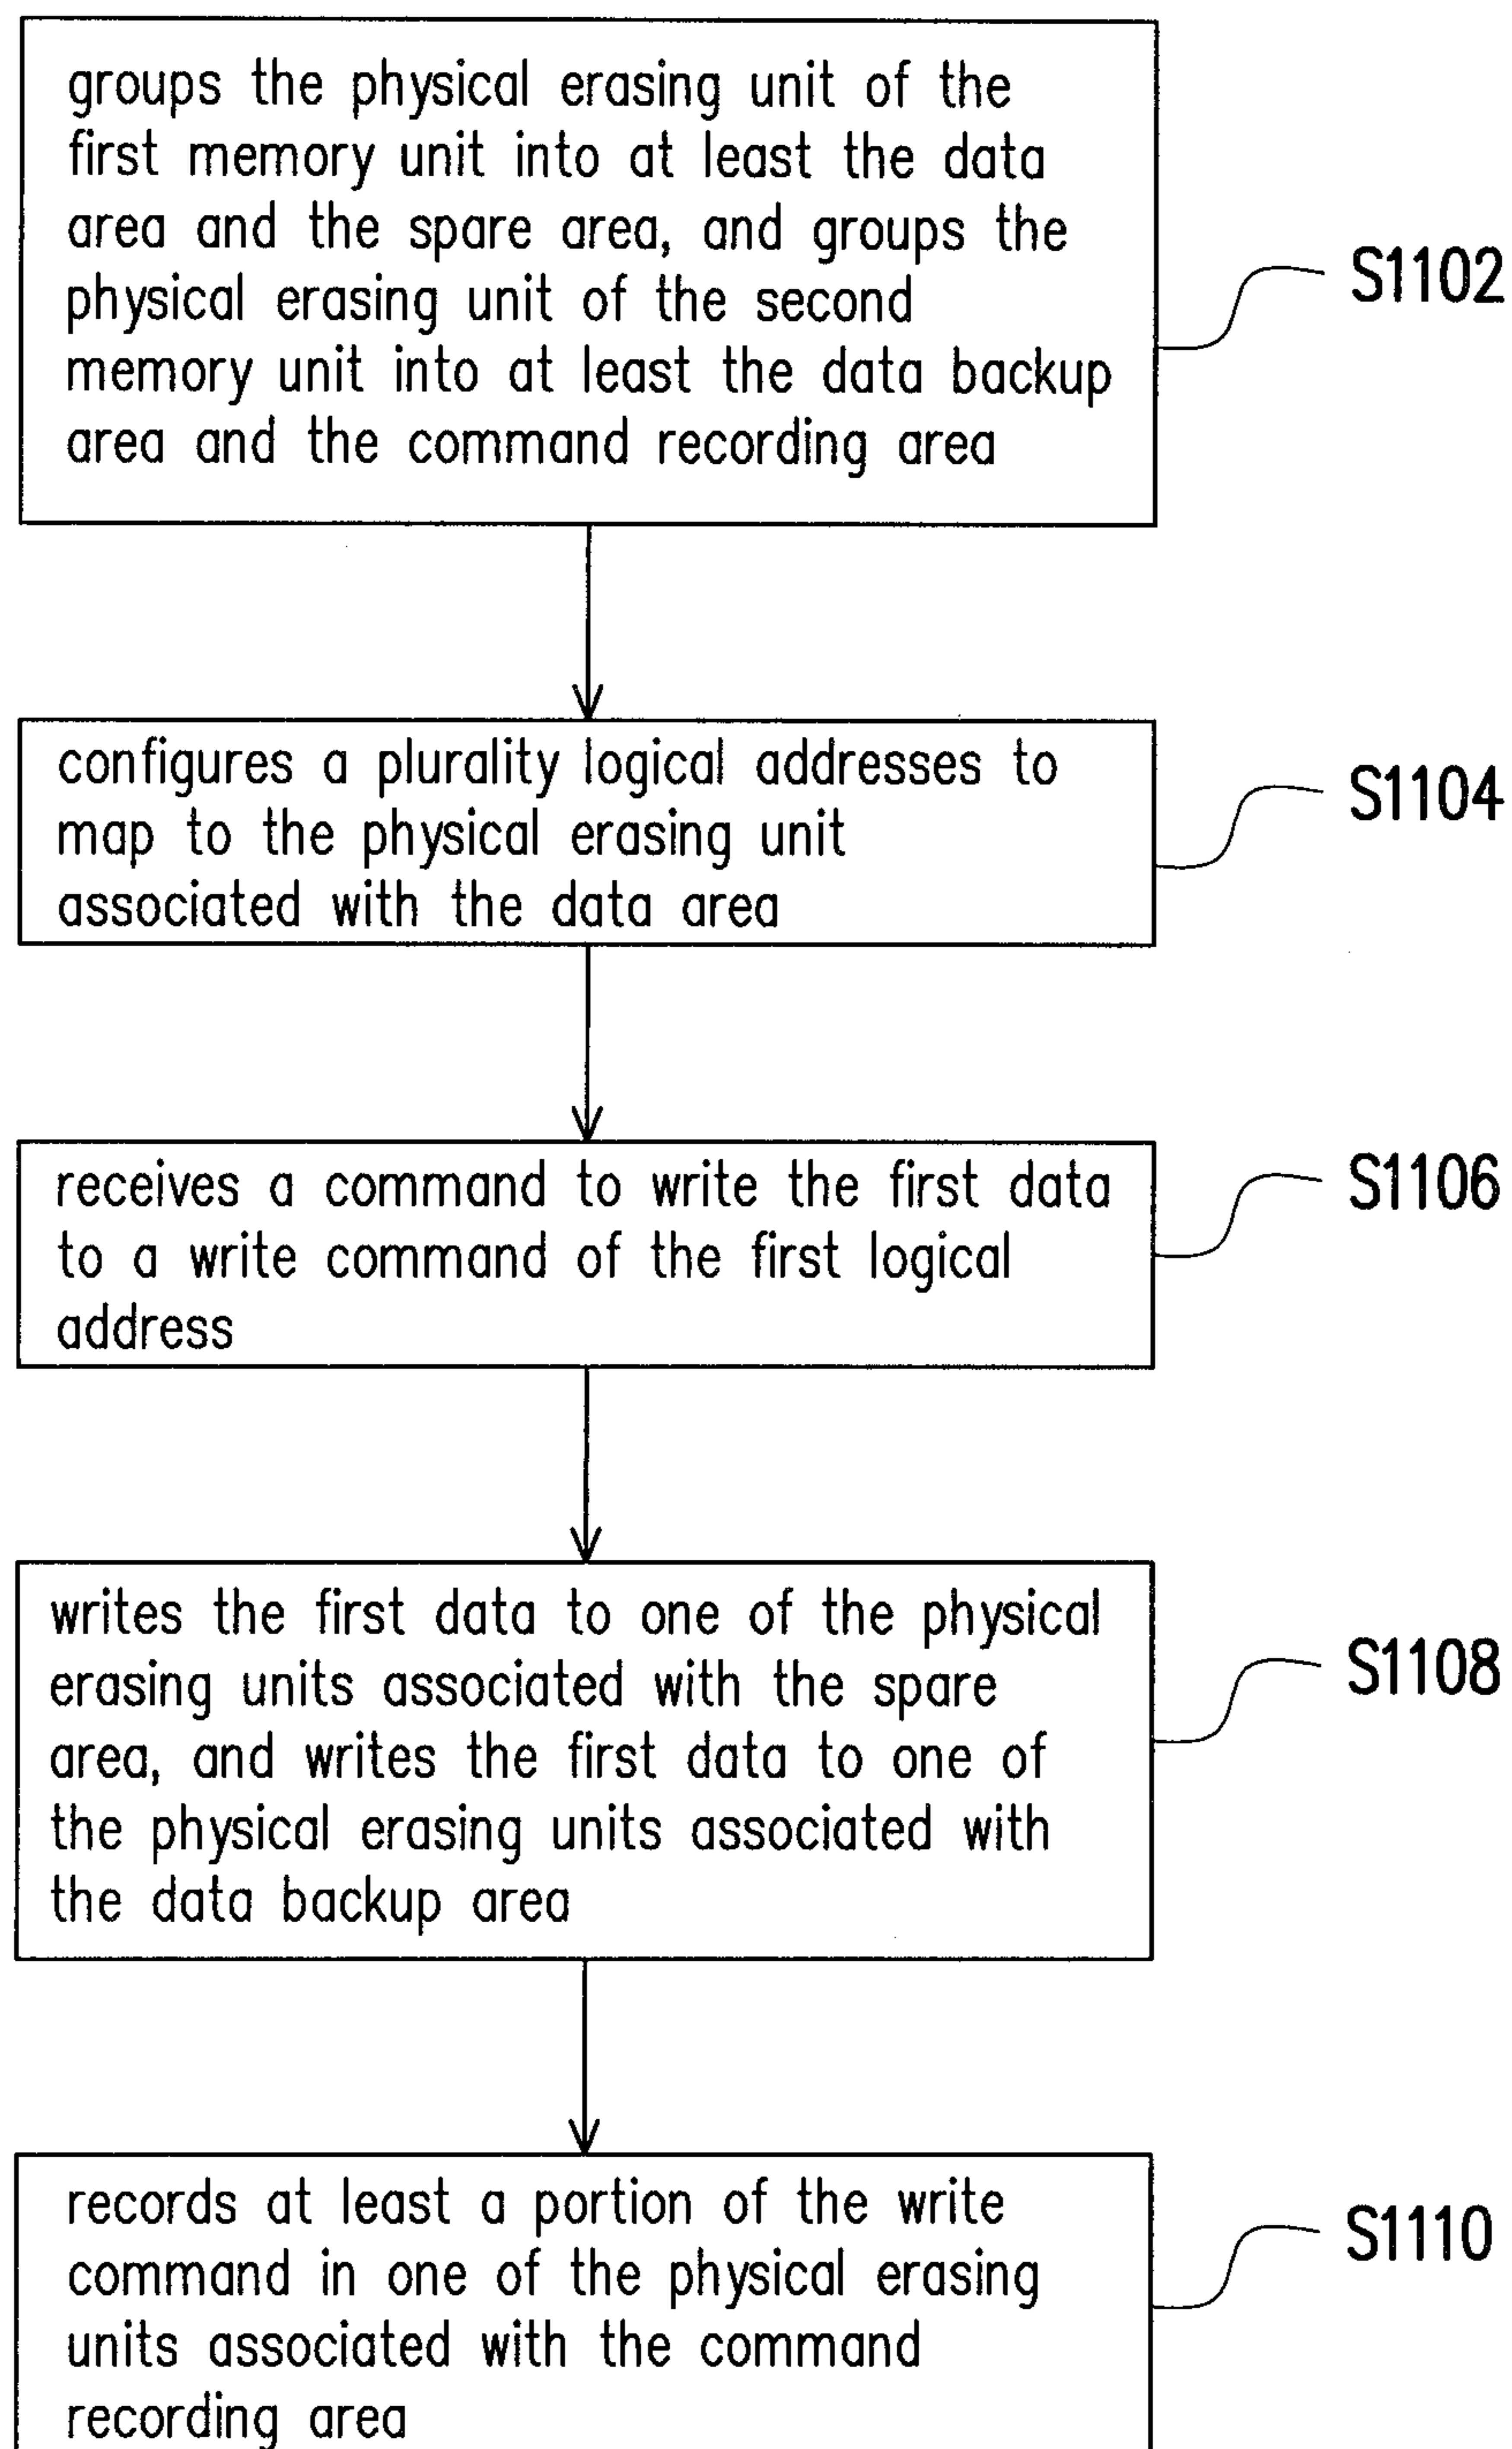 groups the physical erasing unit of the
first memory unit into at least the data
area and the spare area, and groups the
physical erasing unit of the second
memory unit into at least the data backup
area and the command recording area
S1102
configures a plurality logical addresses to
map to the physical erasing unit
associated with the data area
S1104
receives a command to write the first data
to a write command of the first logical
address
S1106
writes the first data to one of the physical
erasing units associated with the spare
area, and writes the first data to one of
the physical erasing units associated with
the data backup area
S1108
records at least a portion of the write
command in one of the physical erasing
units associated with the command
recording area
S1110